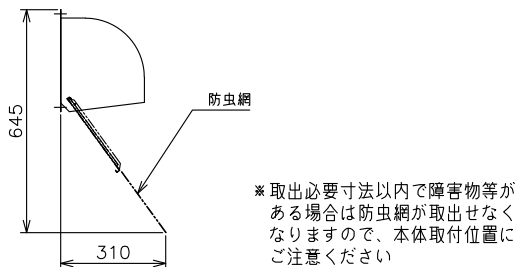 645
防虫網
310
※取出必要寸法以内で障害物等が
ある場合は防虫網が取出せなく
なりますので、本体取付位置に
ご注意ください